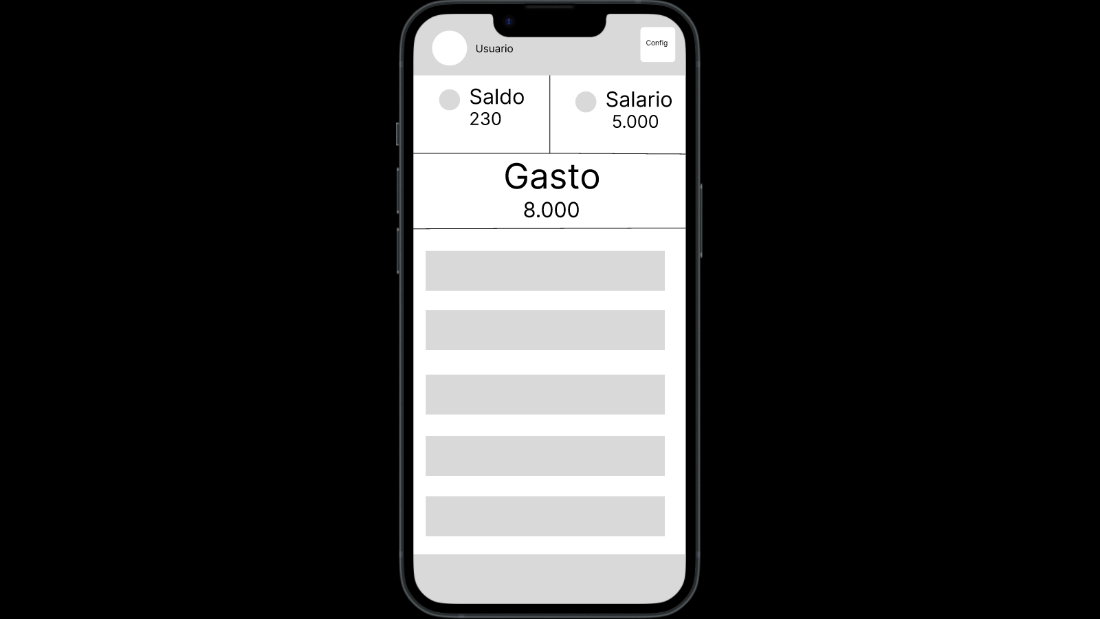 Usuario
Config
Saldo
230
Salario
5.000
Gasto
8.000